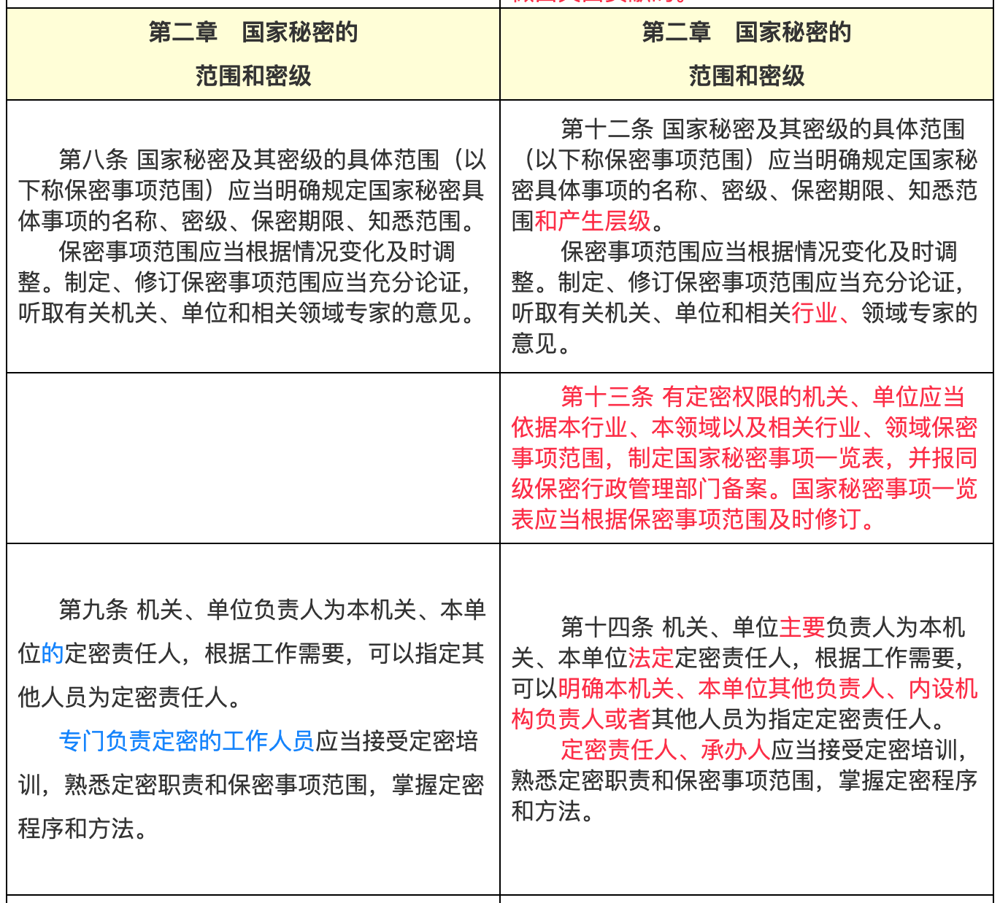 第二章　国家秘密的
范围和密级
第二章　国家秘密的
范围和密级
第八条 国家秘密及其密级的具体范围（以
下称保密事项范围）应当明确规定国家秘密具
体事项的名称、密级、保密期限、知悉范围。
保密事项范围应当根据情况变化及时调
整。制定、修订保密事项范围应当充分论证，
听取有关机关、单位和相关领域专家的意见。
第十二条 国家秘密及其密级的具体范围
（以下称保密事项范围）应当明确规定国家秘
密具体事项的名称、密级、保密期限、知悉范
围和产生层级。
保密事项范围应当根据情况变化及时调
整。制定、修订保密事项范围应当充分论证，
听取有关机关、单位和相关行业、领域专家的
意见。
第十三条 有定密权限的机关、单位应当
依据本行业、本领域以及相关行业、领域保密
事项范围，制定国家秘密事项一览表，并报同
级保密行政管理部门备案。国家秘密事项一览
表应当根据保密事项范围及时修订。
第九条 机关、单位负责人为本机关、本单
位的定密责任人，根据工作需要，可以指定其
他人员为定密责任人。
专门负责定密的工作人员应当接受定密培
训，熟悉定密职责和保密事项范围，掌握定密
程序和方法。
第十四条 机关、单位主要负责人为本机
关、本单位法定定密责任人，根据工作需要，
可以明确本机关、本单位其他负责人、内设机
构负责人或者其他人员为指定定密责任人。
定密责任人、承办人应当接受定密培训，
熟悉定密职责和保密事项范围，掌握定密程序
和方法。